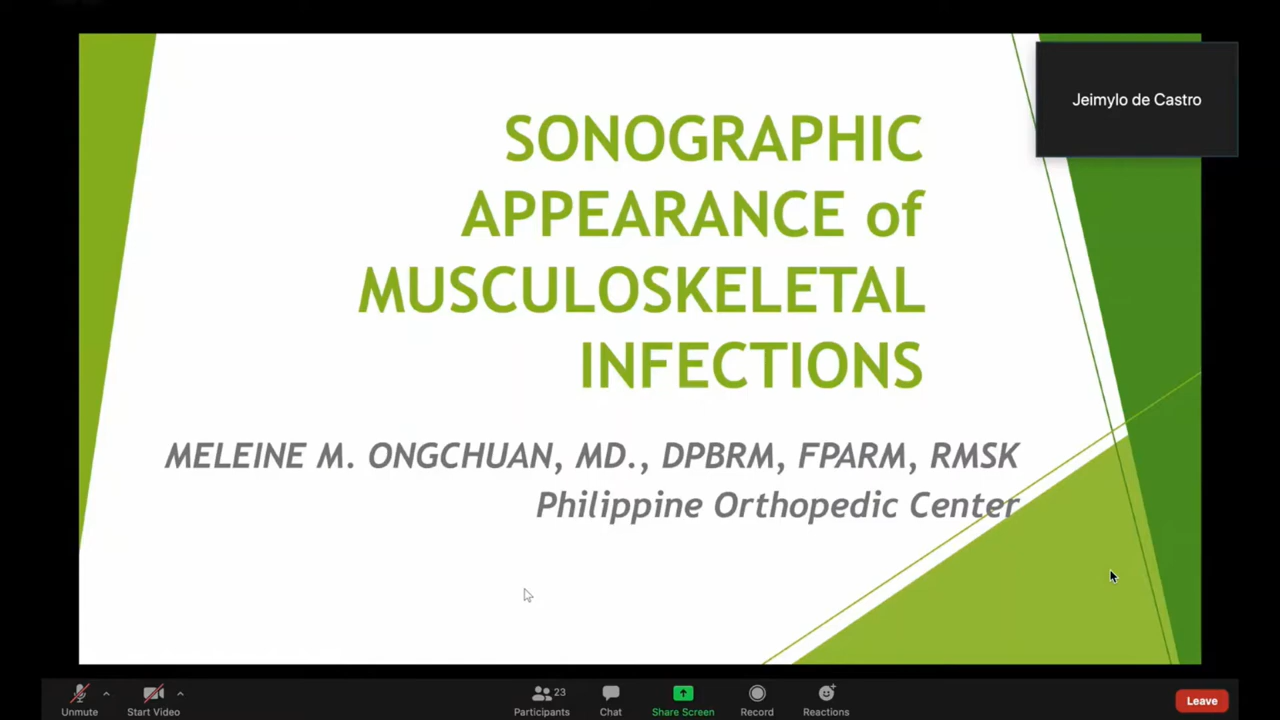 Jeimylo de Castro
SONOGRAPHIC
APPEARANCE of
MUSCULOSKELETAL
INFECTIONS
MELEINE M. ONGCHUAN, MD., DPBRM, FPARM, RMSK
Philippine Orthopedic Center
Unmute
Start Video
23
Participants
Chat
Share Screen
Record
Reactions
Leave